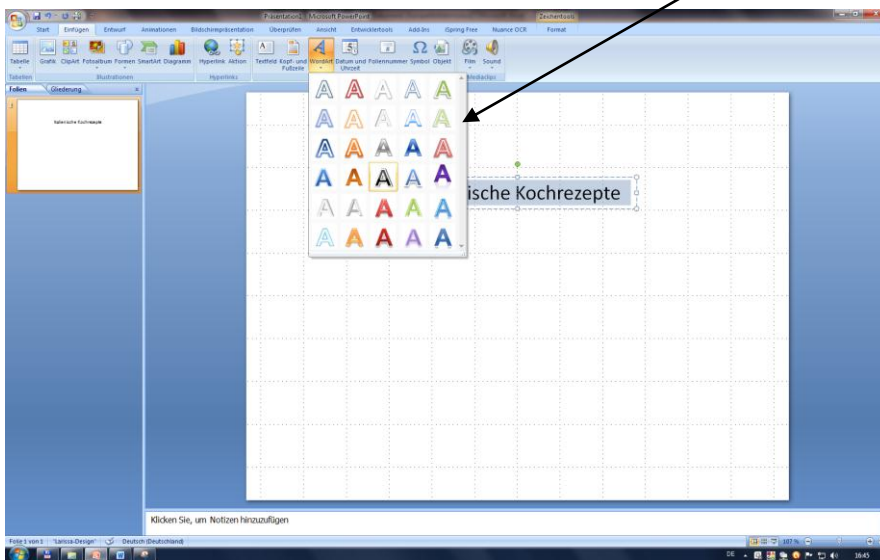 Präsentation1 - Microsoft PowerPoint
Zeichentools
Start Einfügen Entwurf Animationen Bildschirmpräsentation Überprüfen Ansicht Entwicklertools Add-Ins iSpring Free Nuance OCR Format
Tabelle Grafik ClipArt Fotoalbum Formen SmartArt Diagramm Hyperlink Aktion Textfeld Kopf- und Fußzeile WordArt Datum und Uhrzeit Foliennummer Symbol Objekt Film Sound
Tabellen Illustrationen Hyperlinks Mediaclips
Folien Gliederung
1
Italienische Kochrezepte
ische Kochrezepte
Klicken Sie, um Notizen hinzuzufügen
Folie 1 von 1 "Larissa-Design" Deutsch (Deutschland) 107 %
DE 16:45